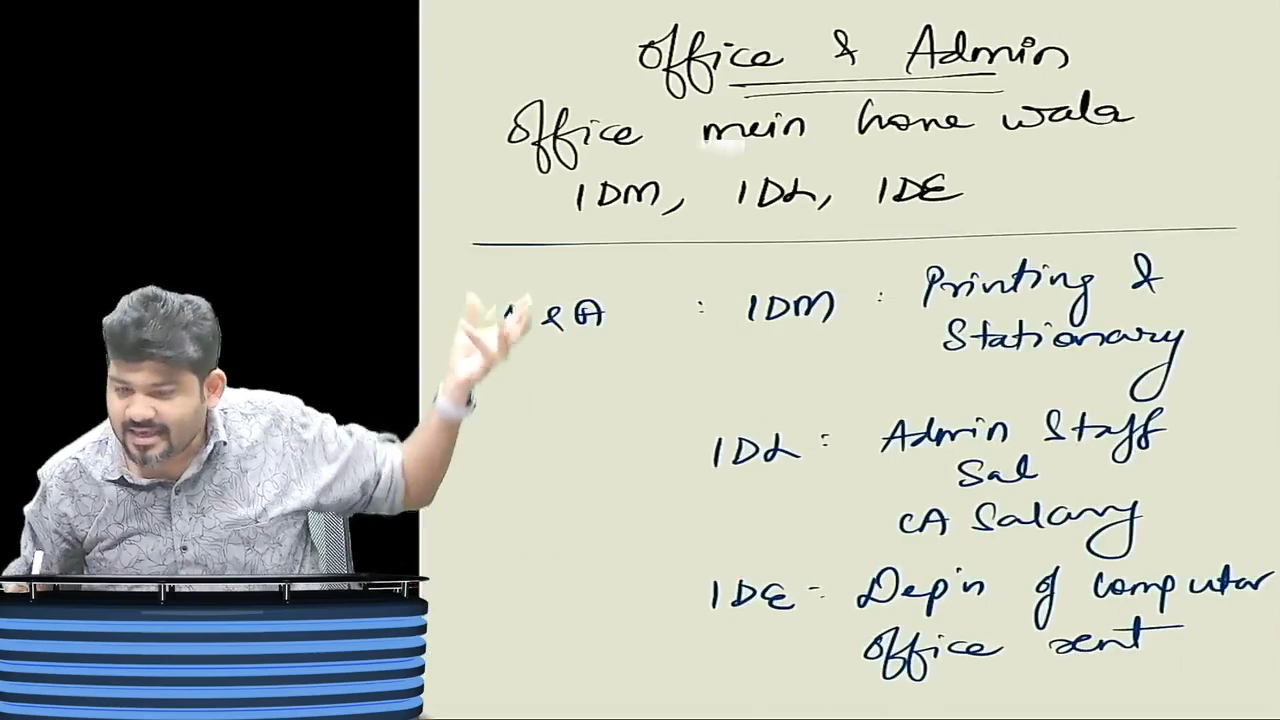 Office & Admin
Office mein hone wala
IDM, IDL, IDE
& A : IDM : Printing &
Stationary
IDL : Admin Staff
Sal
CA Salary
IDE : Dep'n of computer
office rent